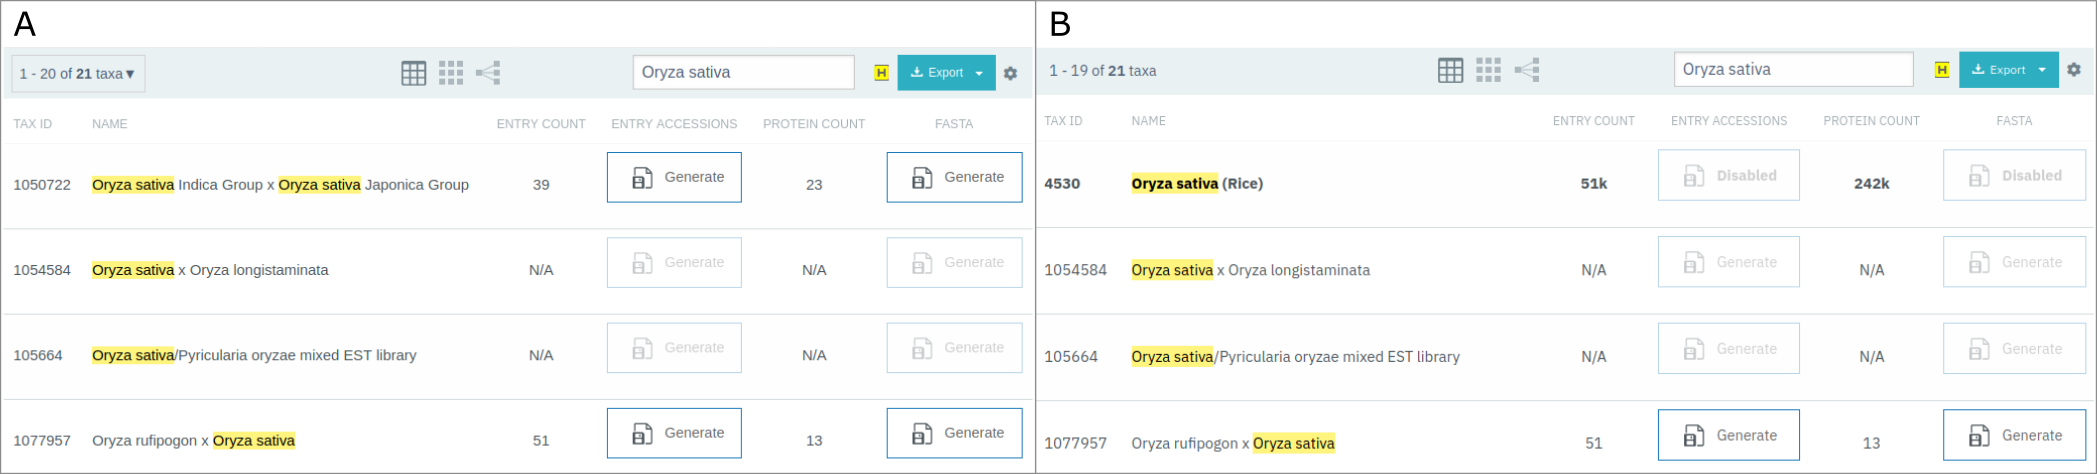 A
1 - 20 of 21 taxa▼
Oryza sativa
H
Export
TAX ID NAME ENTRY COUNT ENTRY ACCESSIONS PROTEIN COUNT FASTA
1050722 Oryza sativa Indica Group x Oryza sativa Japonica Group 39 Generate 23 Generate
1054584 Oryza sativa x Oryza longistaminata N/A Generate N/A Generate
105664 Oryza sativa/Pyricularia oryzae mixed EST library N/A Generate N/A Generate
1077957 Oryza rufipogon x Oryza sativa 51 Generate 13 Generate
B
1 - 19 of 21 taxa
Oryza sativa
H
Export
TAX ID NAME ENTRY COUNT ENTRY ACCESSIONS PROTEIN COUNT FASTA
4530 Oryza sativa (Rice) 51k Disabled 242k Disabled
1054584 Oryza sativa x Oryza longistaminata N/A Generate N/A Generate
105664 Oryza sativa/Pyricularia oryzae mixed EST library N/A Generate N/A Generate
1077957 Oryza rufipogon x Oryza sativa 51 Generate 13 Generate